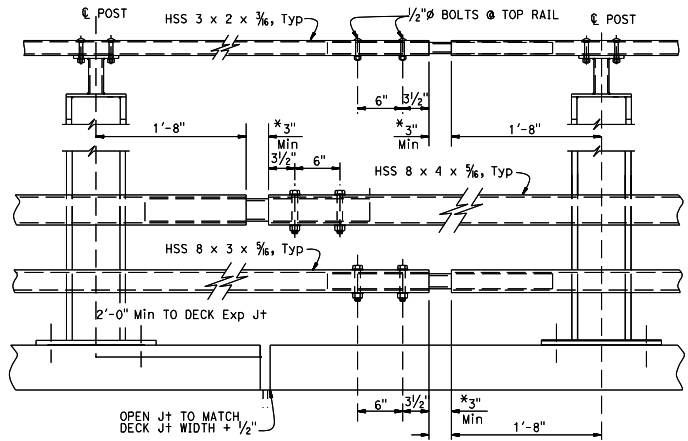 ℄ POST
HSS 3 x 2 x 3⁄16, Typ
1⁄2"Ø BOLTS @ TOP RAIL
℄ POST
6"
3 1⁄2"
1'-8"
*3"
Min
*3"
Min
1'-8"
3 1⁄2"
6"
HSS 8 x 4 x 5⁄16, Typ
HSS 8 x 3 x 5⁄16, Typ
2'-0" Min TO DECK Exp Jt
6"
3 1⁄2"
*3"
Min
1'-8"
OPEN Jt TO MATCH
DECK Jt WIDTH + 1⁄2"